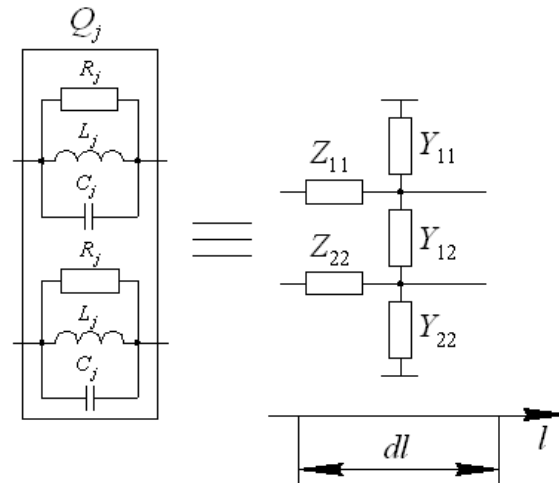 Q_j
R_j
L_j
C_j
R_j
L_j
C_j
Z_11
Y_11
Z_22
Y_12
Y_22
dl
l